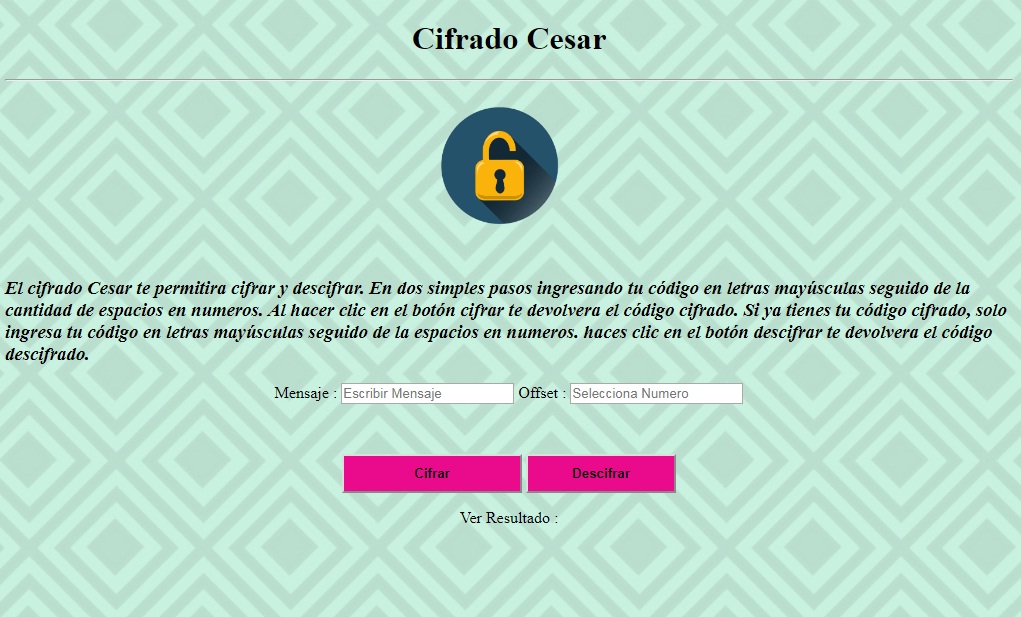 Cifrado Cesar
El cifrado Cesar te permitira cifrar y descifrar. En dos simples pasos ingresando tu código en letras mayúsculas seguido de la
cantidad de espacios en numeros. Al hacer clic en el botón cifrar te devolvera el código cifrado. Si ya tienes tu código cifrado, solo
ingresa tu código en letras mayúsculas seguido de la espacios en numeros. haces clic en el botón descifrar te devolvera el código
descifrado.
Mensaje : Escribir Mensaje Offset : Selecciona Numero
Cifrar Descifrar
Ver Resultado :